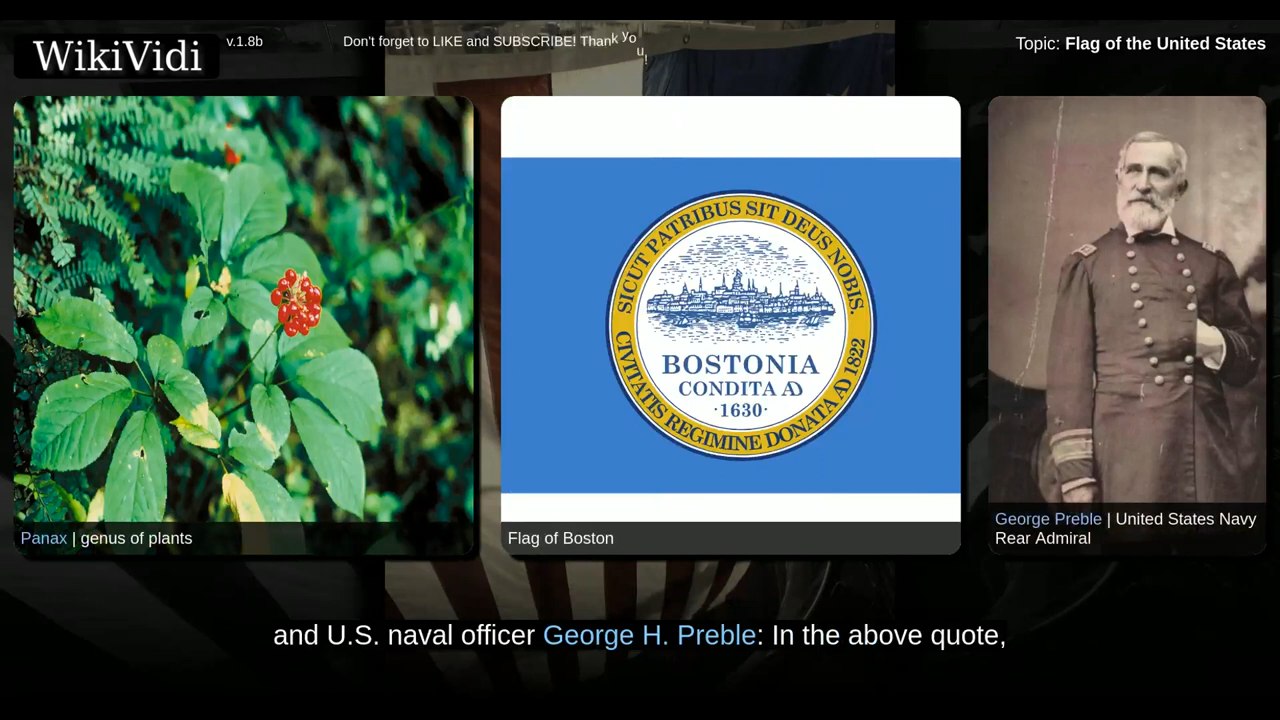 WikiVidi
v.1.8b
Don't forget to LIKE and SUBSCRIBE! Thank you!
Topic: Flag of the United States
SICUT PATRIBUS SIT DEUS NOBIS.
BOSTONIA
CONDITA AD
·1630·
CIVITATIS REGIMINE DONATA AD 1822
Panax | genus of plants
Flag of Boston
George Preble | United States Navy
Rear Admiral
and U.S. naval officer George H. Preble: In the above quote,